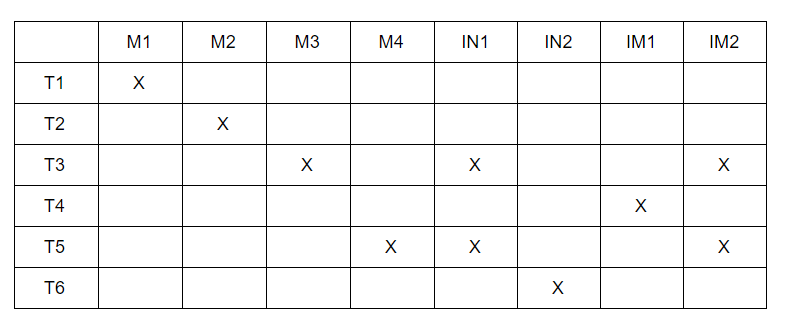 M1 M2 M3 M4 IN1 IN2 IM1 IM2
T1 X
T2 X
T3 X X X
T4 X
T5 X X X
T6 X